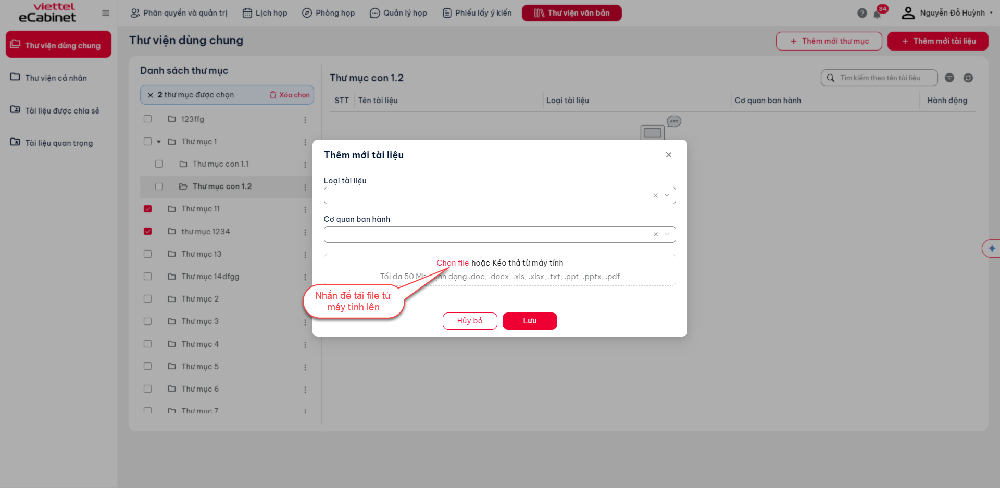 viettel
eCabinet
Phân quyền và quản trị
Lịch họp
Phòng họp
Quản lý họp
Phiếu lấy ý kiến
Thư viện văn bản
34
Nguyễn Đỗ Huỳnh
Thư viện dùng chung
Thư viện cá nhân
Tài liệu được chia sẻ
Tài liệu quan trọng
Thư viện dùng chung
+ Thêm mới thư mục
+ Thêm mới tài liệu
Danh sách thư mục
2 thư mục được chọn
Xóa chọn
123ffg
Thư mục 1
Thư mục con 1.1
Thư mục con 1.2
Thư mục 11
thư mục 1234
Thư mục 13
Thư mục 14dfgg
Thư mục 2
Thư mục 3
Thư mục 4
Thư mục 5
Thư mục 6
Thư mục 7
Thư mục con 1.2
Tìm kiếm theo tên tài liệu
STT Tên tài liệu Loại tài liệu Cơ quan ban hành Hành động
Thêm mới tài liệu
Loại tài liệu
Cơ quan ban hành
Chọn file hoặc Kéo thả từ máy tính
Tối đa 50 Mb dạng .doc, .docx, .xls, .xlsx, .txt, .ppt, .pptx, .pdf
Nhấn để tải file từ
máy tính lên
Hủy bỏ
Lưu